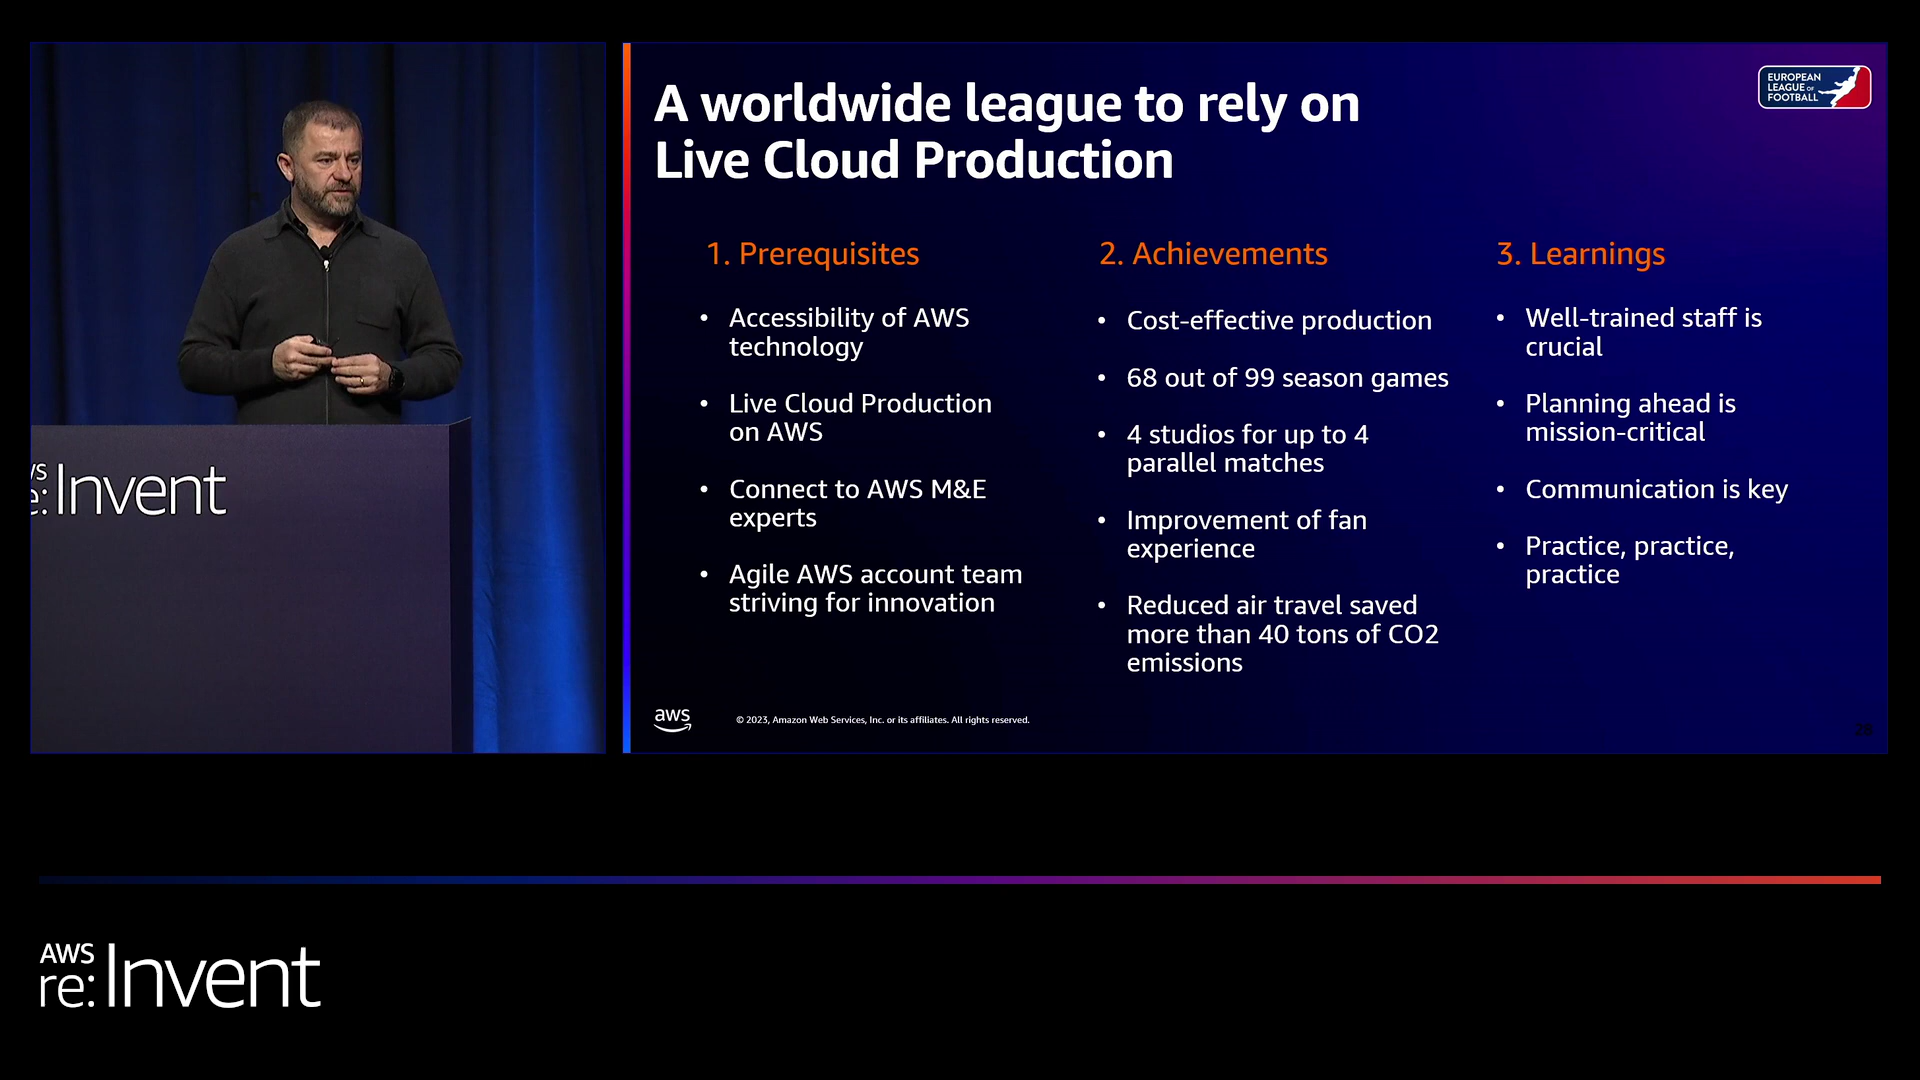 A worldwide league to rely on
Live Cloud Production
EUROPEAN
LEAGUE OF
FOOTBALL
1. Prerequisites
• Accessibility of AWS
technology
• Live Cloud Production
on AWS
• Connect to AWS M&E
experts
• Agile AWS account team
striving for innovation
2. Achievements
• Cost-effective production
• 68 out of 99 season games
• 4 studios for up to 4
parallel matches
• Improvement of fan
experience
• Reduced air travel saved
more than 40 tons of CO2
emissions
3. Learnings
• Well-trained staff is
crucial
• Planning ahead is
mission-critical
• Communication is key
• Practice, practice,
practice
aws
© 2023, Amazon Web Services, Inc. or its affiliates. All rights reserved.
28
re:Invent
AWS
re:Invent